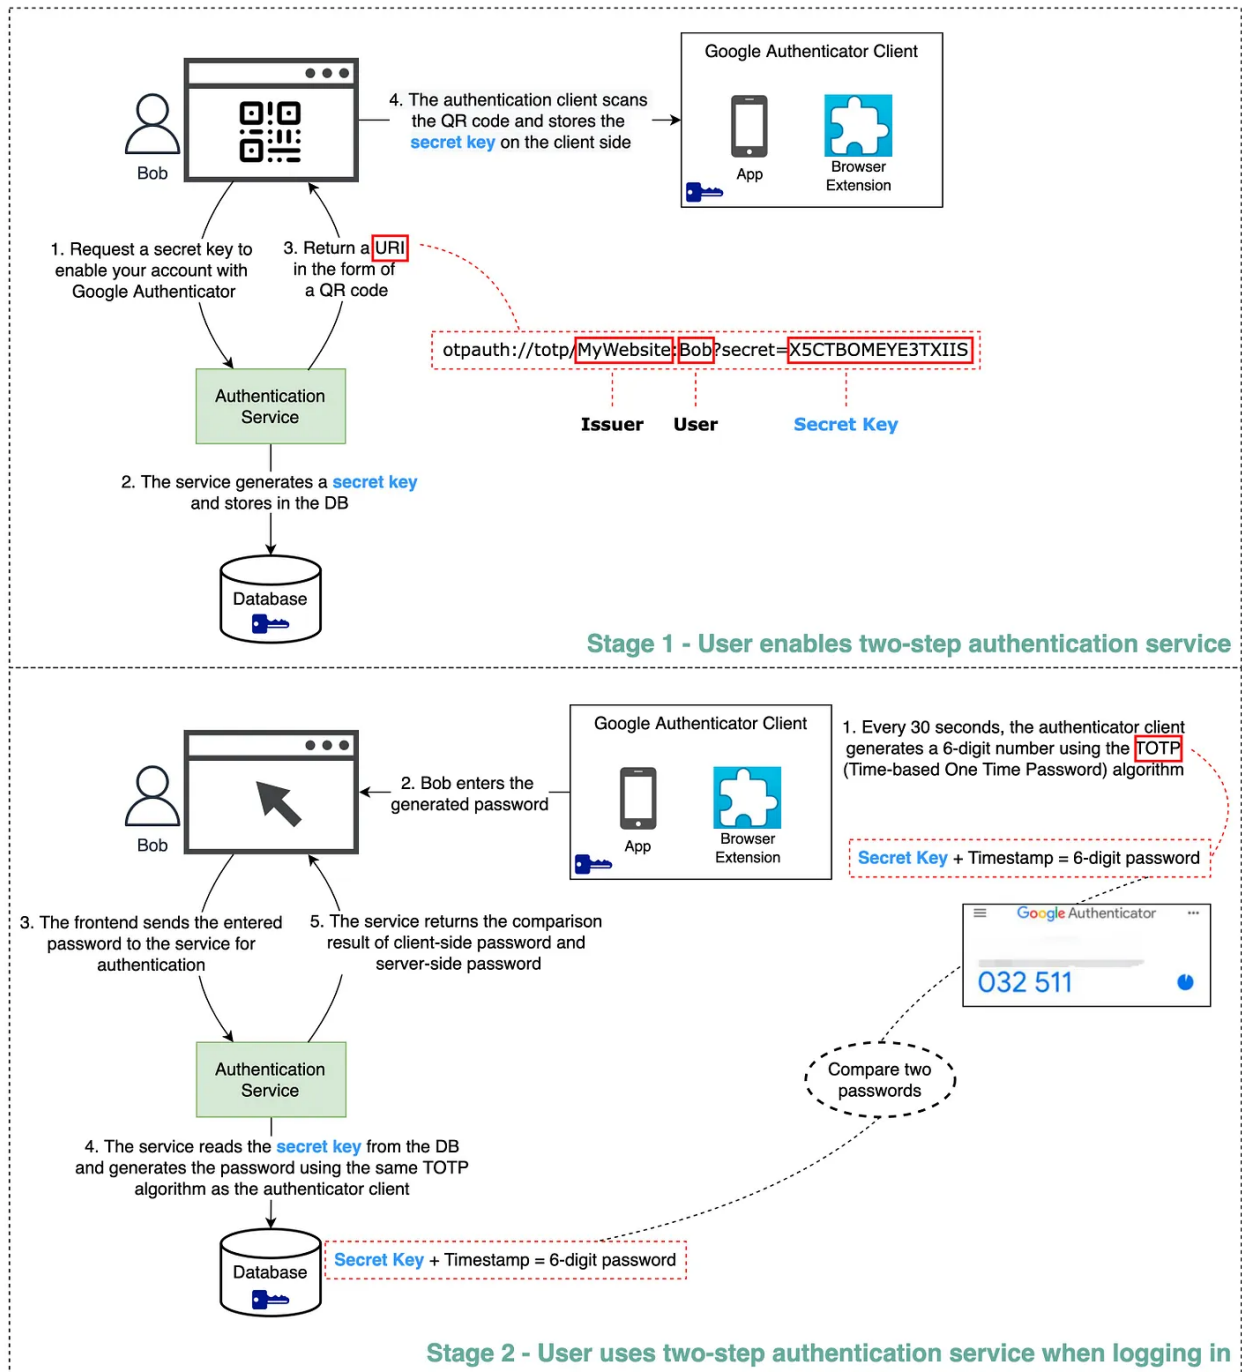 Google Authenticator Client
4. The authentication client scans
the QR code and stores the
secret key on the client side
App
Browser
Extension
Bob
1. Request a secret key to
enable your account with
Google Authenticator
3. Return a URI
in the form of
a QR code
otpauth://totp/MyWebsite:Bob?secret=X5CTBOMEYE3TXIIS
Issuer
User
Secret Key
Authentication
Service
2. The service generates a secret key
and stores in the DB
Database
Stage 1 - User enables two-step authentication service
Google Authenticator Client
1. Every 30 seconds, the authenticator client
generates a 6-digit number using the TOTP
(Time-based One Time Password) algorithm
2. Bob enters the
generated password
App
Browser
Extension
Bob
Secret Key + Timestamp = 6-digit password
3. The frontend sends the entered
password to the service for
authentication
5. The service returns the comparison
result of client-side password and
server-side password
Google Authenticator
032 511
Authentication
Service
Compare two
passwords
4. The service reads the secret key from the DB
and generates the password using the same TOTP
algorithm as the authenticator client
Database
Secret Key + Timestamp = 6-digit password
Stage 2 - User uses two-step authentication service when logging in